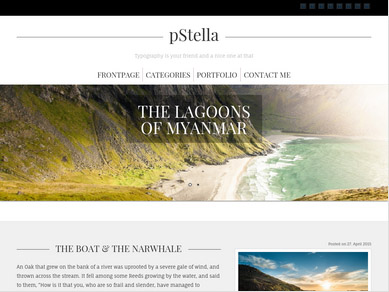 pStella
Typography is your friend and a nice one at that
FRONTPAGE
CATEGORIES
PORTFOLIO
CONTACT ME
THE LAGOONS
OF MYANMAR
Posted on 27. April 2022
THE BOAT & THE NARWHALE
An Oak that grew on the bank of a river was uprooted by a severe gale of wind, and
thrown across the stream. It fell among some Reeds growing by the water, and said
to them, "How is it that you, who are so frail and slender, have managed to